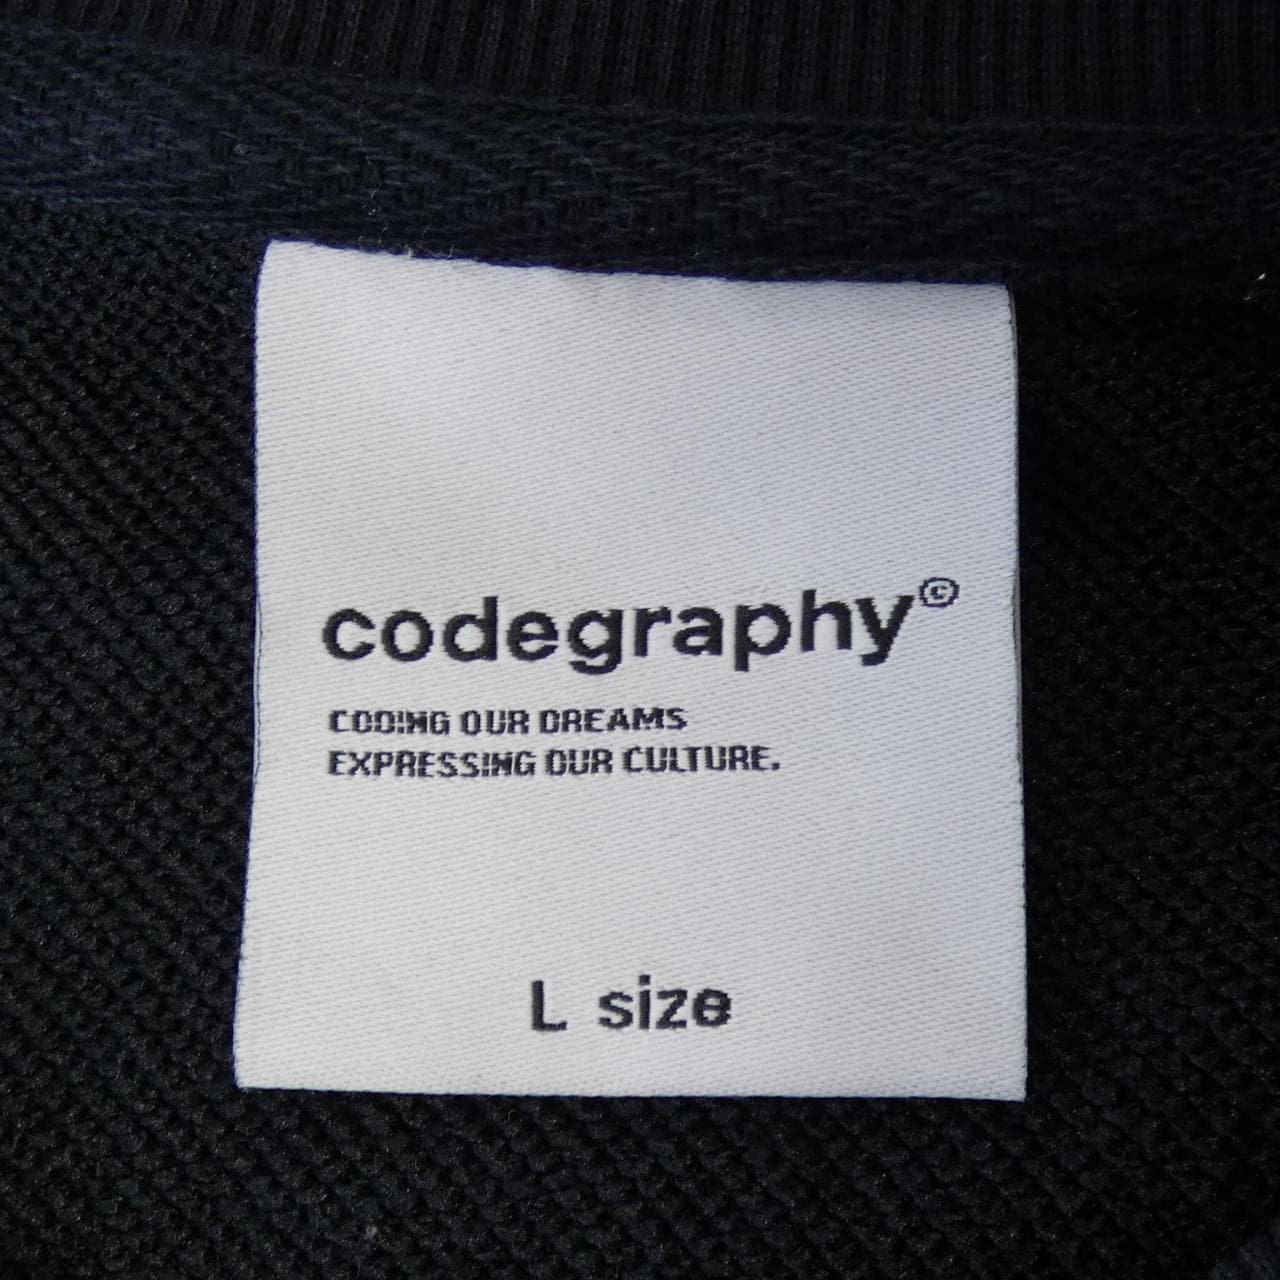 codegraphy©
CODING OUR DREAMS
EXPRESSING OUR CULTURE.
L size